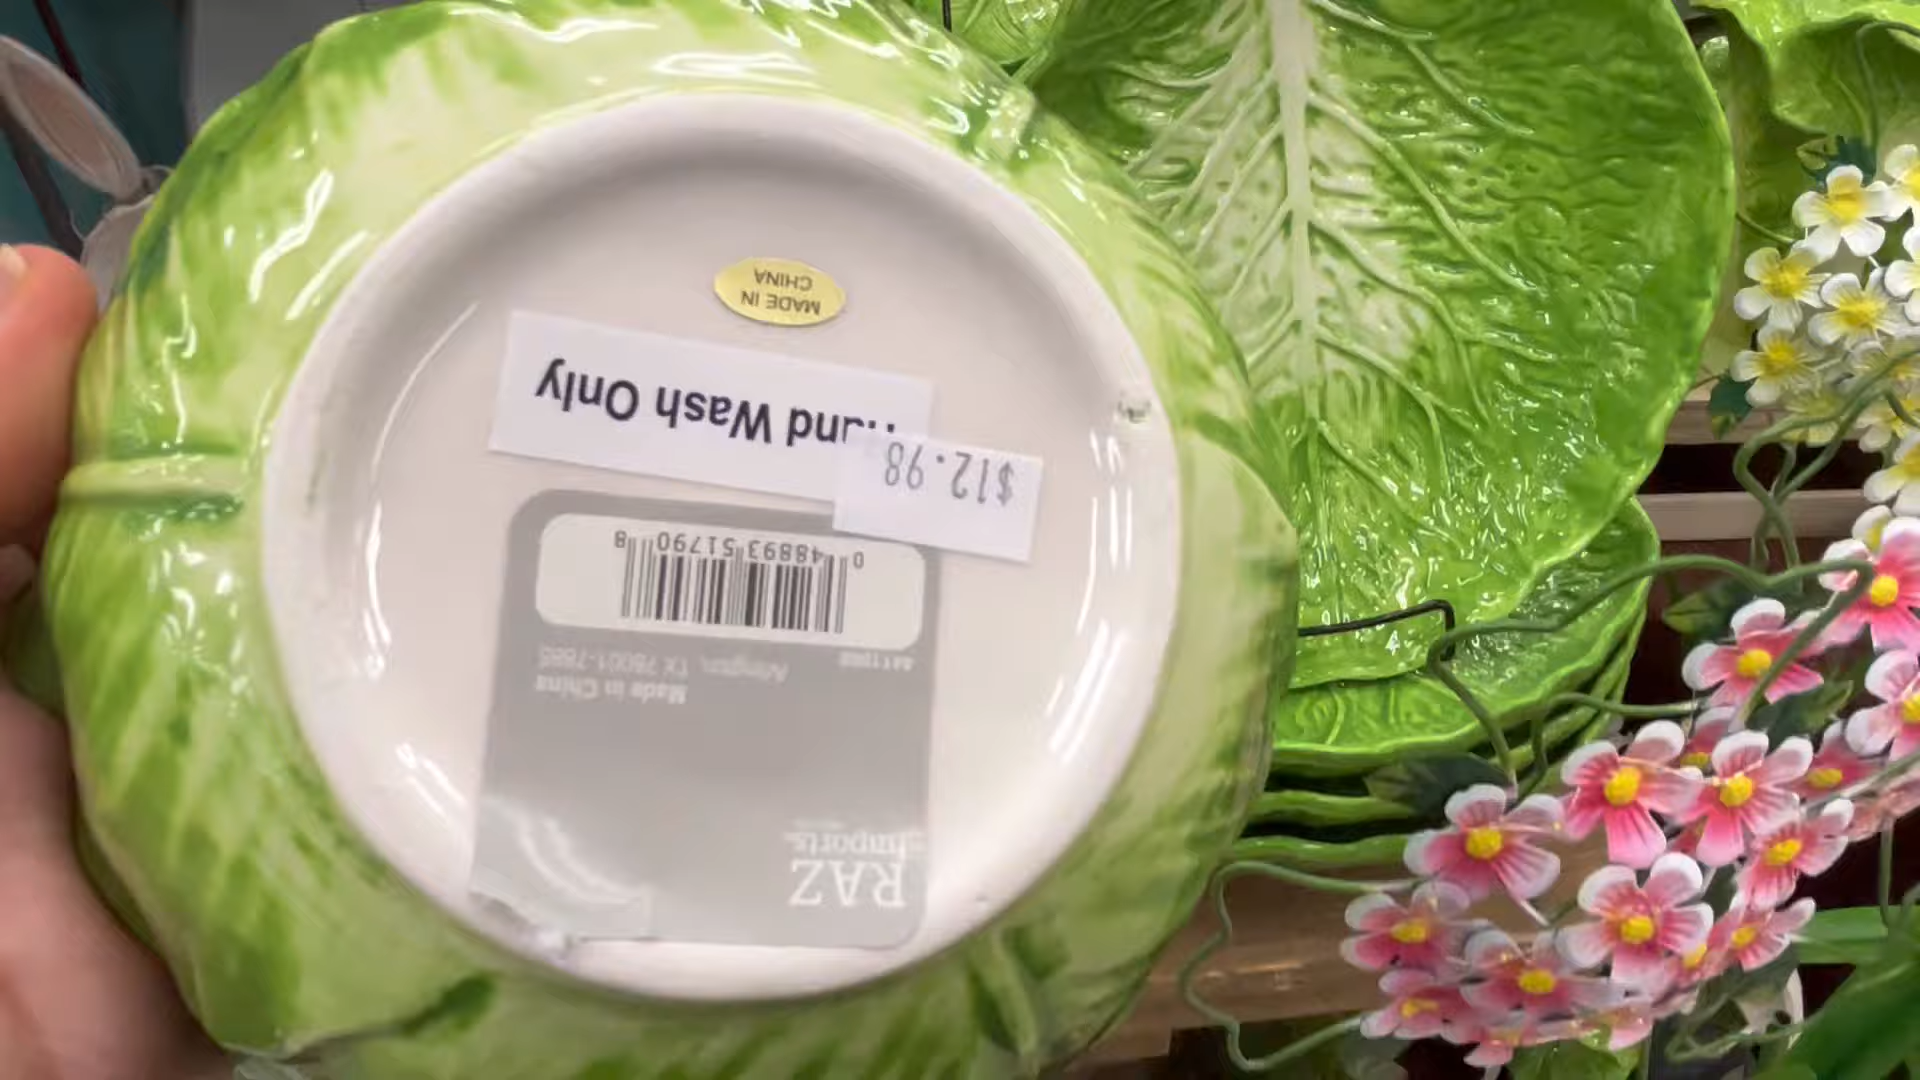 RAZ
Imports
Made in China
Arlington, TX 76001-7885
0 48893 51790 8
$12.98
Hand Wash Only
MADE IN
CHINA